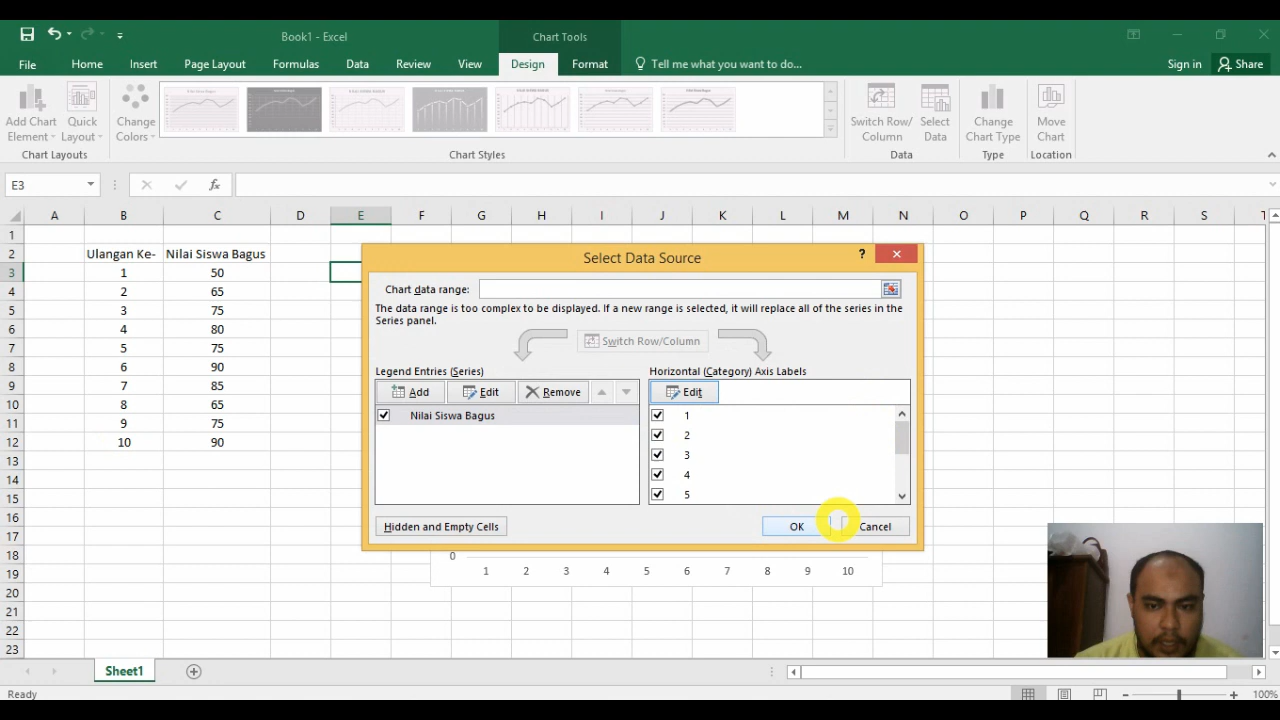 Book1 - Excel
Chart Tools
File Home Insert Page Layout Formulas Data Review View Design Format Tell me what you want to do... Sign in Share
Add Chart Element
Quick Layout
Change Colors
Switch Row/ Column
Select Data
Change Chart Type
Move Chart
Chart Layouts Chart Styles Data Type Location
E3 fx
A B C D E F G H I J K L M N O P Q R S T
1
2 Ulangan Ke- Nilai Siswa Bagus
3 1 50
4 2 65
5 3 75
6 4 80
7 5 75
8 6 90
9 7 85
10 8 65
11 9 75
12 10 90
13
14
15
16
17
18
19
20
21
22
23
Select Data Source ?
Chart data range:
The data range is too complex to be displayed. If a new range is selected, it will replace all of the series in the
Series panel.
Switch Row/Column
Legend Entries (Series) Horizontal (Category) Axis Labels
Add Edit Remove Edit
Nilai Siswa Bagus
1
2
3
4
5
Hidden and Empty Cells OK Cancel
0
1 2 3 4 5 6 7 8 9 10
Sheet1
Ready 100%